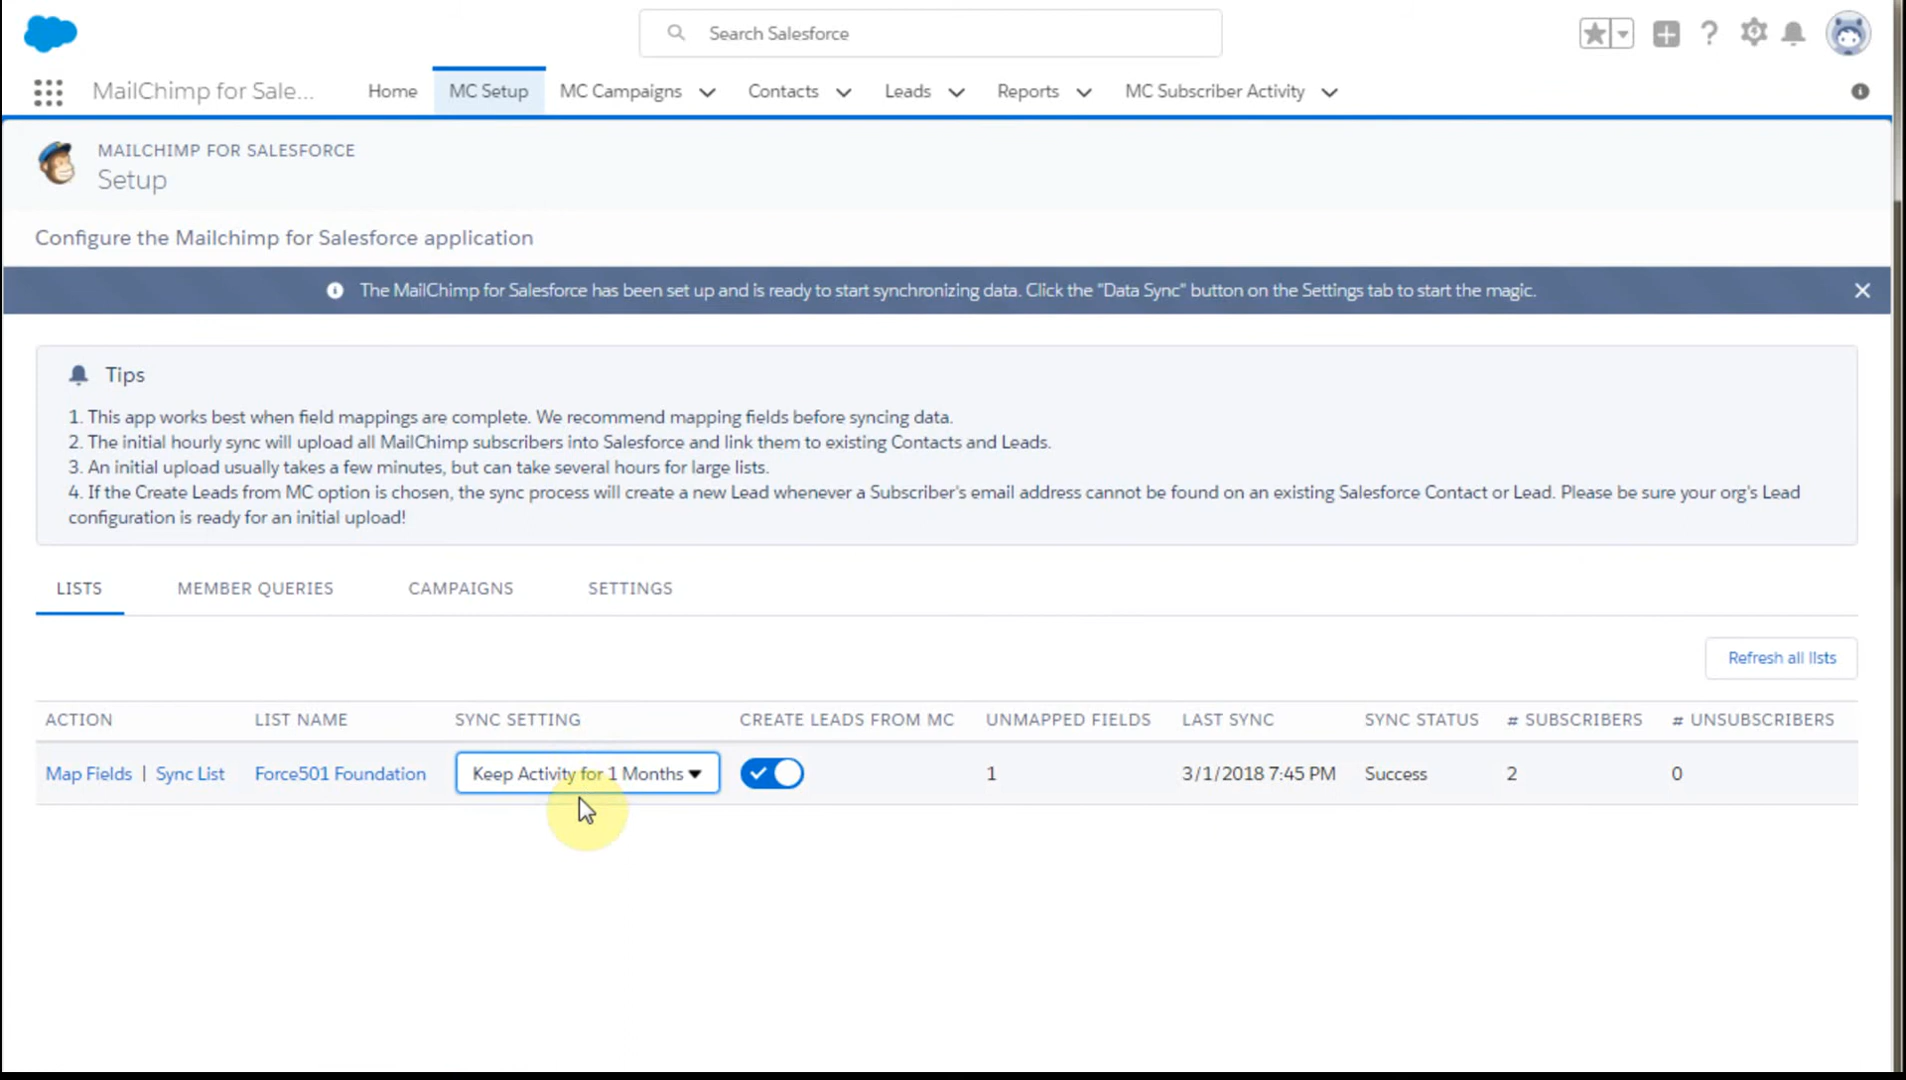 Search Salesforce
MailChimp for Sale...
Home
MC Setup
MC Campaigns
Contacts
Leads
Reports
MC Subscriber Activity
MAILCHIMP FOR SALESFORCE
Setup
Configure the Mailchimp for Salesforce application
The MailChimp for Salesforce has been set up and is ready to start synchronizing data. Click the "Data Sync" button on the Settings tab to start the magic.
Tips
1. This app works best when field mappings are complete. We recommend mapping fields before syncing data.
2. The initial hourly sync will upload all MailChimp subscribers into Salesforce and link them to existing Contacts and Leads.
3. An initial upload usually takes a few minutes, but can take several hours for large lists.
4. If the Create Leads from MC option is chosen, the sync process will create a new Lead whenever a Subscriber's email address cannot be found on an existing Salesforce Contact or Lead. Please be sure your org's Lead
configuration is ready for an initial upload!
LISTS
MEMBER QUERIES
CAMPAIGNS
SETTINGS
Refresh all lists
ACTION
LIST NAME
SYNC SETTING
CREATE LEADS FROM MC
UNMAPPED FIELDS
LAST SYNC
SYNC STATUS
# SUBSCRIBERS
# UNSUBSCRIBERS
Map Fields | Sync List
Force501 Foundation
Keep Activity for 1 Months
1
3/1/2018 7:45 PM
Success
2
0